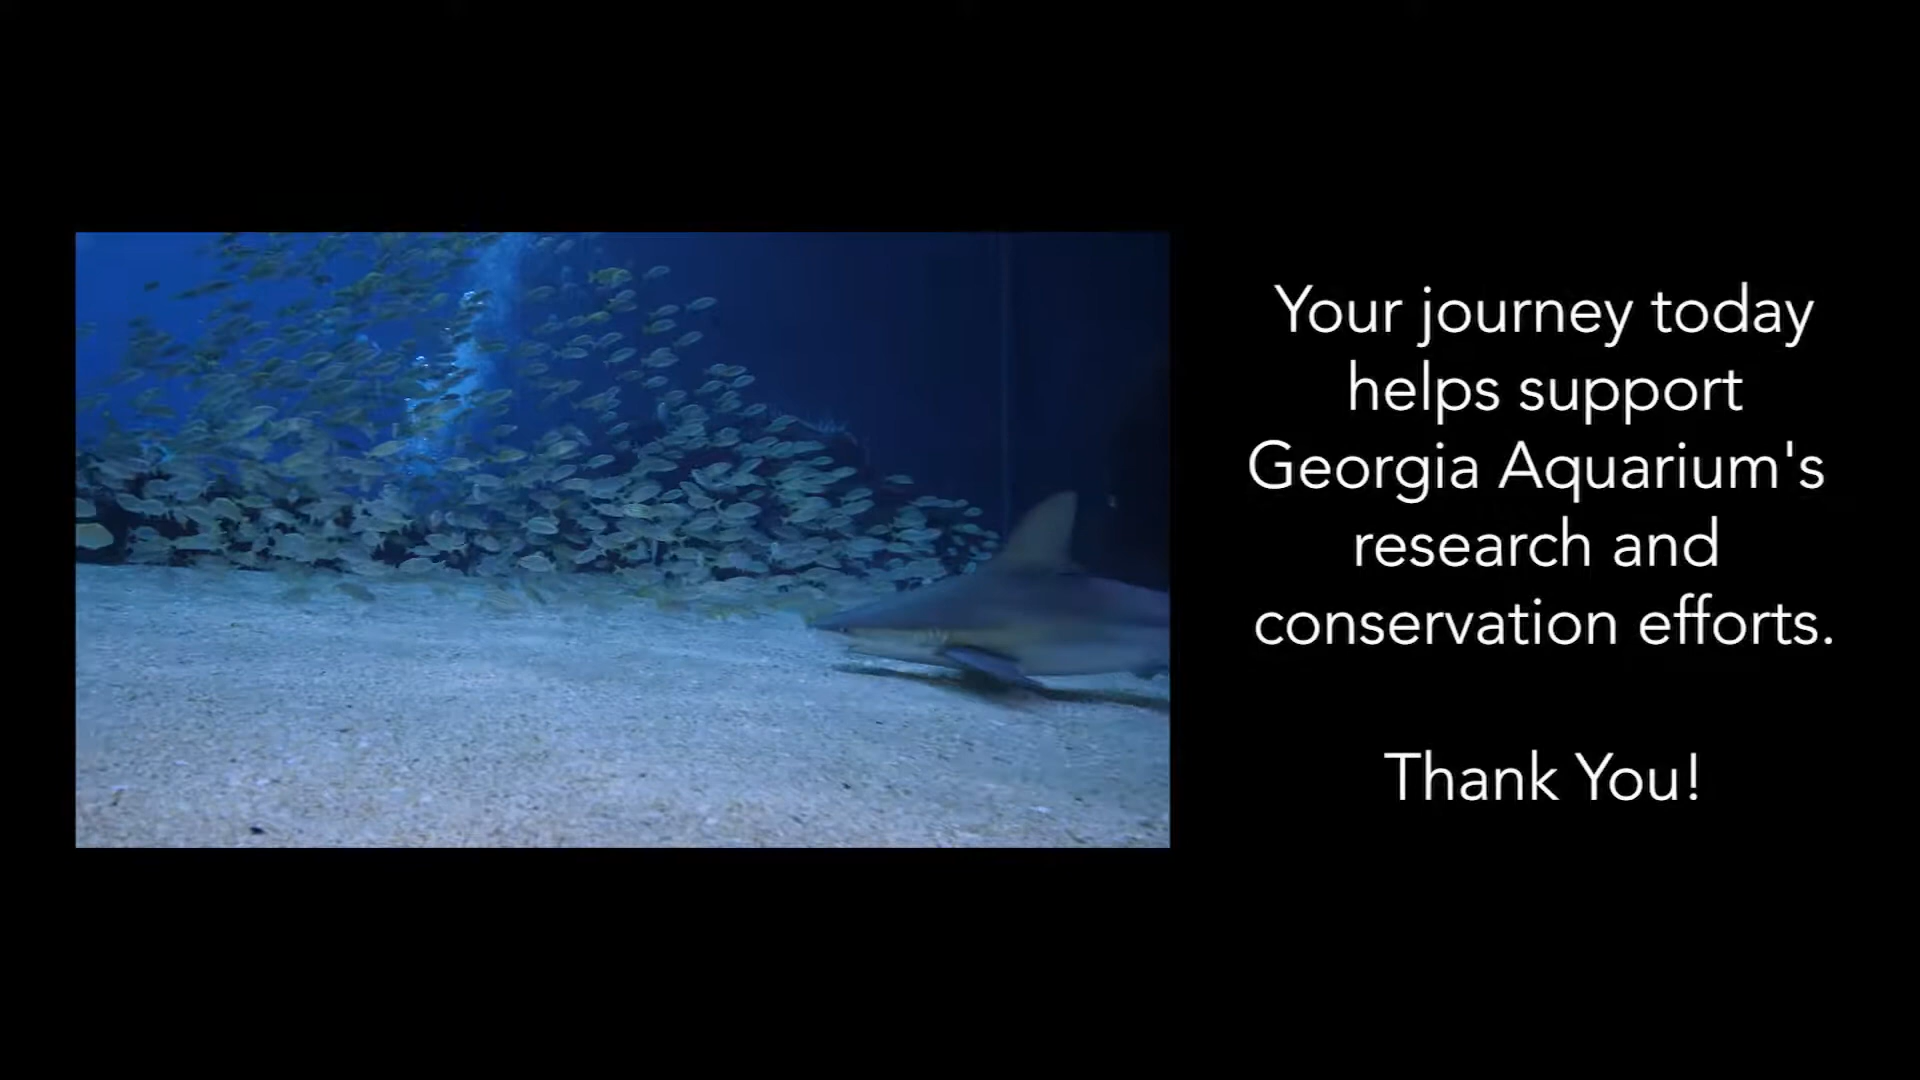 Your journey today
helps support
Georgia Aquarium's
research and
conservation efforts.
Thank You!